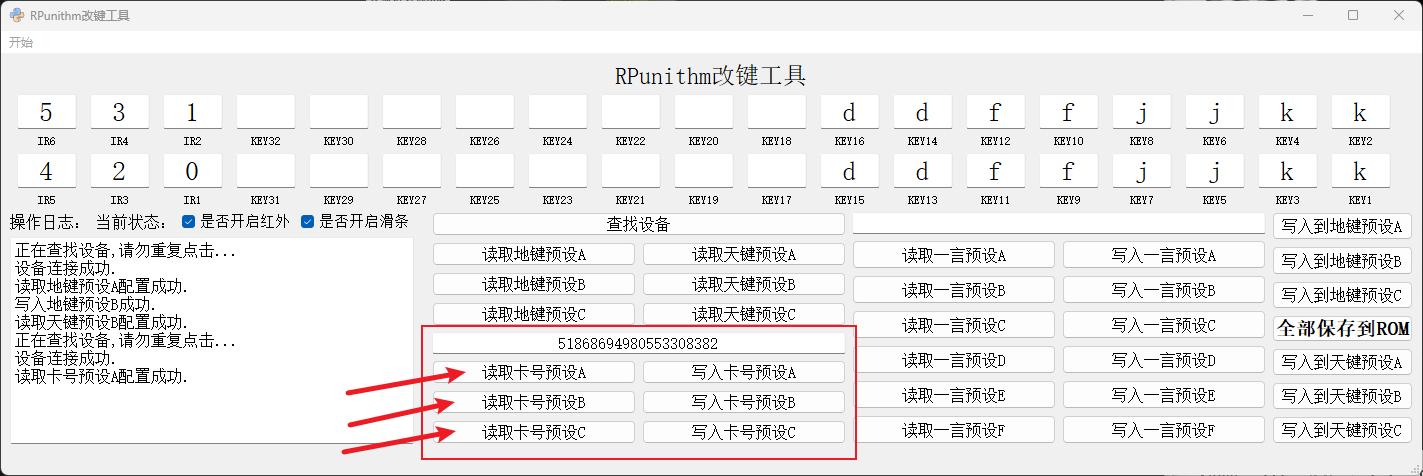 RPunithm改键工具
开始
RPunithm改键工具
5 3 1 d d f f j j k k
IR6 IR4 IR2 KEY32 KEY30 KEY28 KEY26 KEY24 KEY22 KEY20 KEY18 KEY16 KEY14 KEY12 KEY10 KEY8 KEY6 KEY4 KEY2
4 2 0 d d f f j j k k
IR5 IR3 IR1 KEY31 KEY29 KEY27 KEY25 KEY23 KEY21 KEY19 KEY17 KEY15 KEY13 KEY11 KEY9 KEY7 KEY5 KEY3 KEY1
操作日志: 当前状态: 是否开启红外 是否开启滑条
正在查找设备,请勿重复点击...
设备连接成功.
读取地键预设A配置成功.
写入地键预设B成功.
读取天键预设B配置成功.
正在查找设备,请勿重复点击...
设备连接成功.
读取卡号预设A配置成功.
查找设备
读取地键预设A 读取天键预设A
读取地键预设B 读取天键预设B
读取地键预设C 读取天键预设C
51868694980553308382
读取卡号预设A 写入卡号预设A
读取卡号预设B 写入卡号预设B
读取卡号预设C 写入卡号预设C
读取一言预设A 写入一言预设A
读取一言预设B 写入一言预设B
读取一言预设C 写入一言预设C
读取一言预设D 写入一言预设D
读取一言预设E 写入一言预设E
读取一言预设F 写入一言预设F
写入到地键预设A
写入到地键预设B
写入到地键预设C
全部保存到ROM
写入到天键预设A
写入到天键预设B
写入到天键预设C